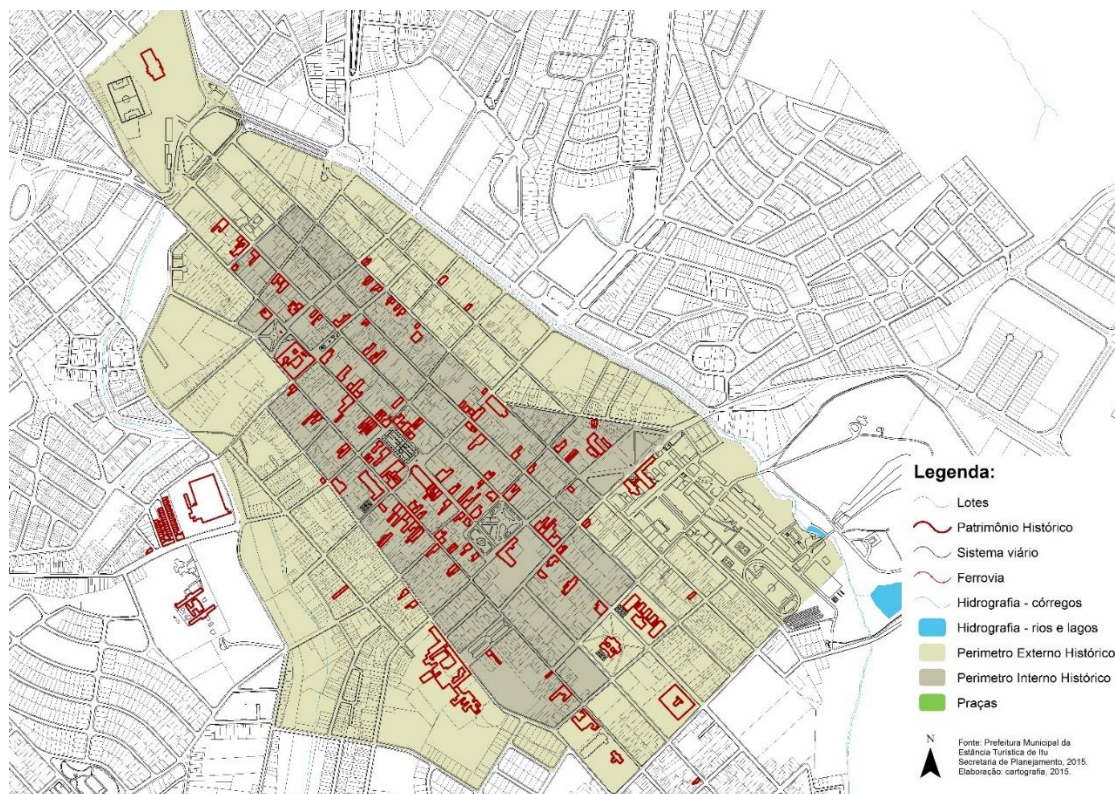 Legenda:
Lotes
Patrimônio Histórico
Sistema viário
Ferrovia
Hidrografia - córregos
Hidrografia - rios e lagos
Perimetro Externo Histórico
Perimetro Interno Histórico
Praças
N
Fonte: Prefeitura Municipal da
Estância Turística de Itu
Secretaria de Planejamento, 2015.
Elaboração: cartografia, 2015.